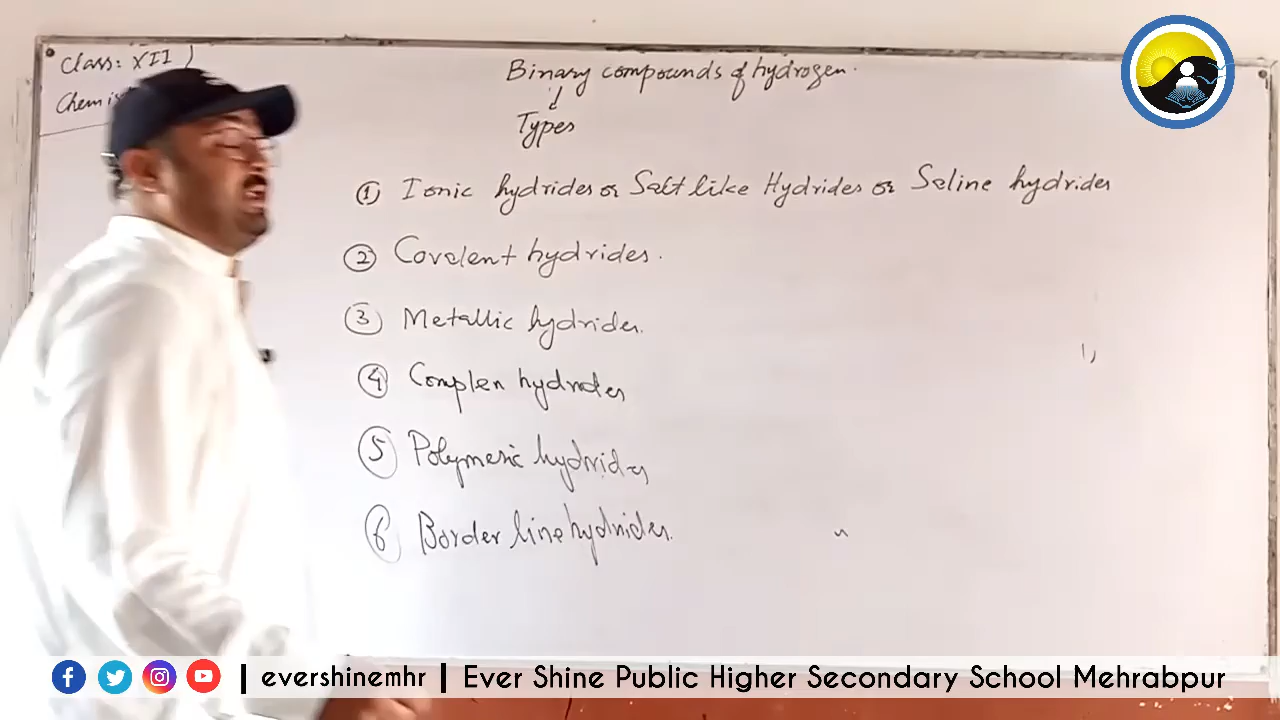 Class: XII
Chemis
Binary compounds of hydrogen.
Types
① Ionic hydrides or Salt like Hydrides or Saline hydrides
② Covalent hydrides.
③ Metallic hydrides.
④ Complex hydrides
⑤ Polymeric hydrides
⑥ Border line hydrides.
| evershinemhr | Ever Shine Public Higher Secondary School Mehrabpur